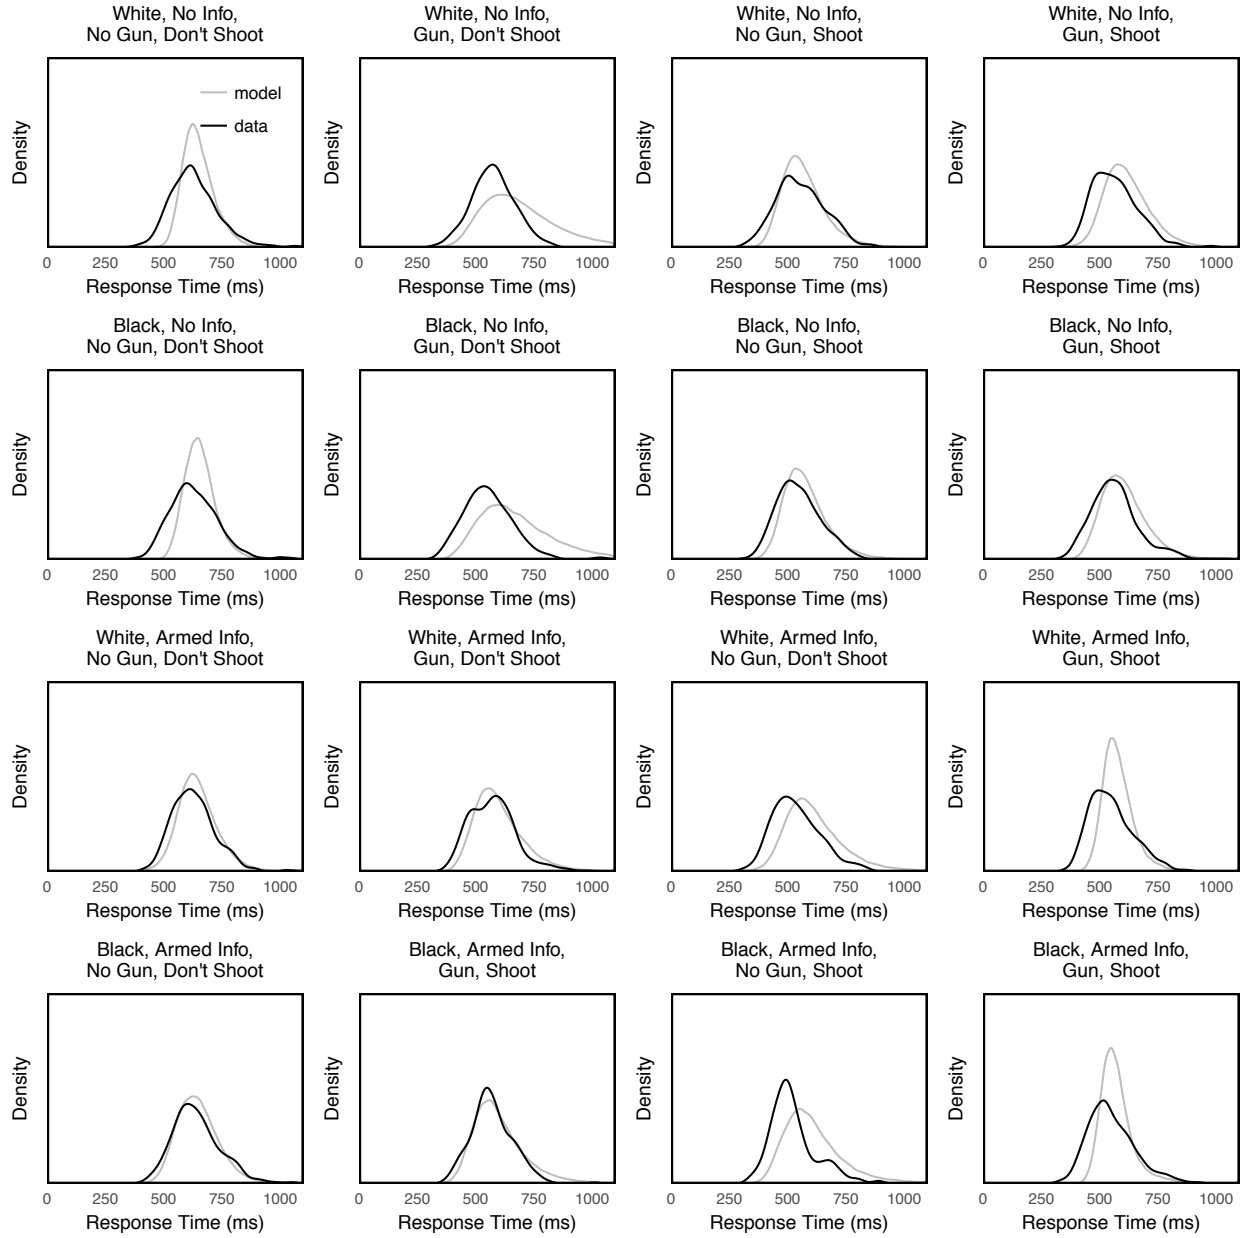 White, No Info,
No Gun, Don't Shoot
White, No Info,
Gun, Don't Shoot
White, No Info,
No Gun, Shoot
White, No Info,
Gun, Shoot
model
data
Density
Density
Density
Density
0 250 500 750 1000
0 250 500 750 1000
0 250 500 750 1000
0 250 500 750 1000
Response Time (ms)
Response Time (ms)
Response Time (ms)
Response Time (ms)
Black, No Info,
No Gun, Don't Shoot
Black, No Info,
Gun, Don't Shoot
Black, No Info,
No Gun, Shoot
Black, No Info,
Gun, Shoot
Density
Density
Density
Density
0 250 500 750 1000
0 250 500 750 1000
0 250 500 750 1000
0 250 500 750 1000
Response Time (ms)
Response Time (ms)
Response Time (ms)
Response Time (ms)
White, Armed Info,
No Gun, Don't Shoot
White, Armed Info,
Gun, Don't Shoot
White, Armed Info,
No Gun, Don't Shoot
White, Armed Info,
Gun, Shoot
Density
Density
Density
Density
0 250 500 750 1000
0 250 500 750 1000
0 250 500 750 1000
0 250 500 750 1000
Response Time (ms)
Response Time (ms)
Response Time (ms)
Response Time (ms)
Black, Armed Info,
No Gun, Don't Shoot
Black, Armed Info,
Gun, Shoot
Black, Armed Info,
No Gun, Shoot
Black, Armed Info,
Gun, Shoot
Density
Density
Density
Density
0 250 500 750 1000
0 250 500 750 1000
0 250 500 750 1000
0 250 500 750 1000
Response Time (ms)
Response Time (ms)
Response Time (ms)
Response Time (ms)